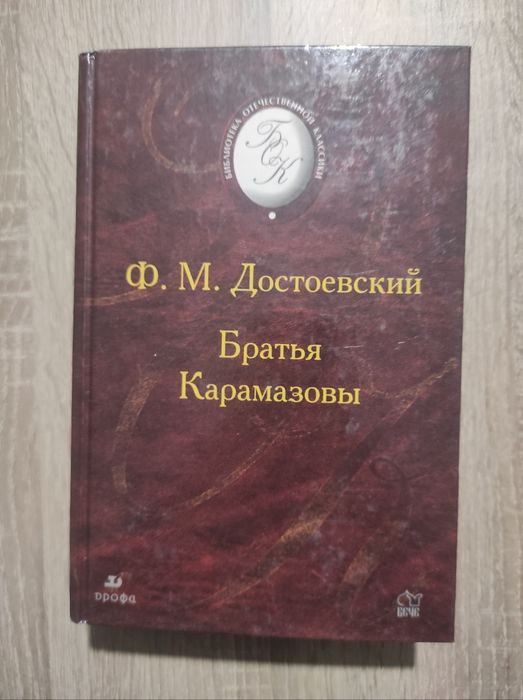 БИБЛИОТЕКА ОТЕЧЕСТВЕННОЙ КЛАССИКИ
БОК
Ф. М. Достоевский
Братья
Карамазовы
дрофа
ВЕЧЕ